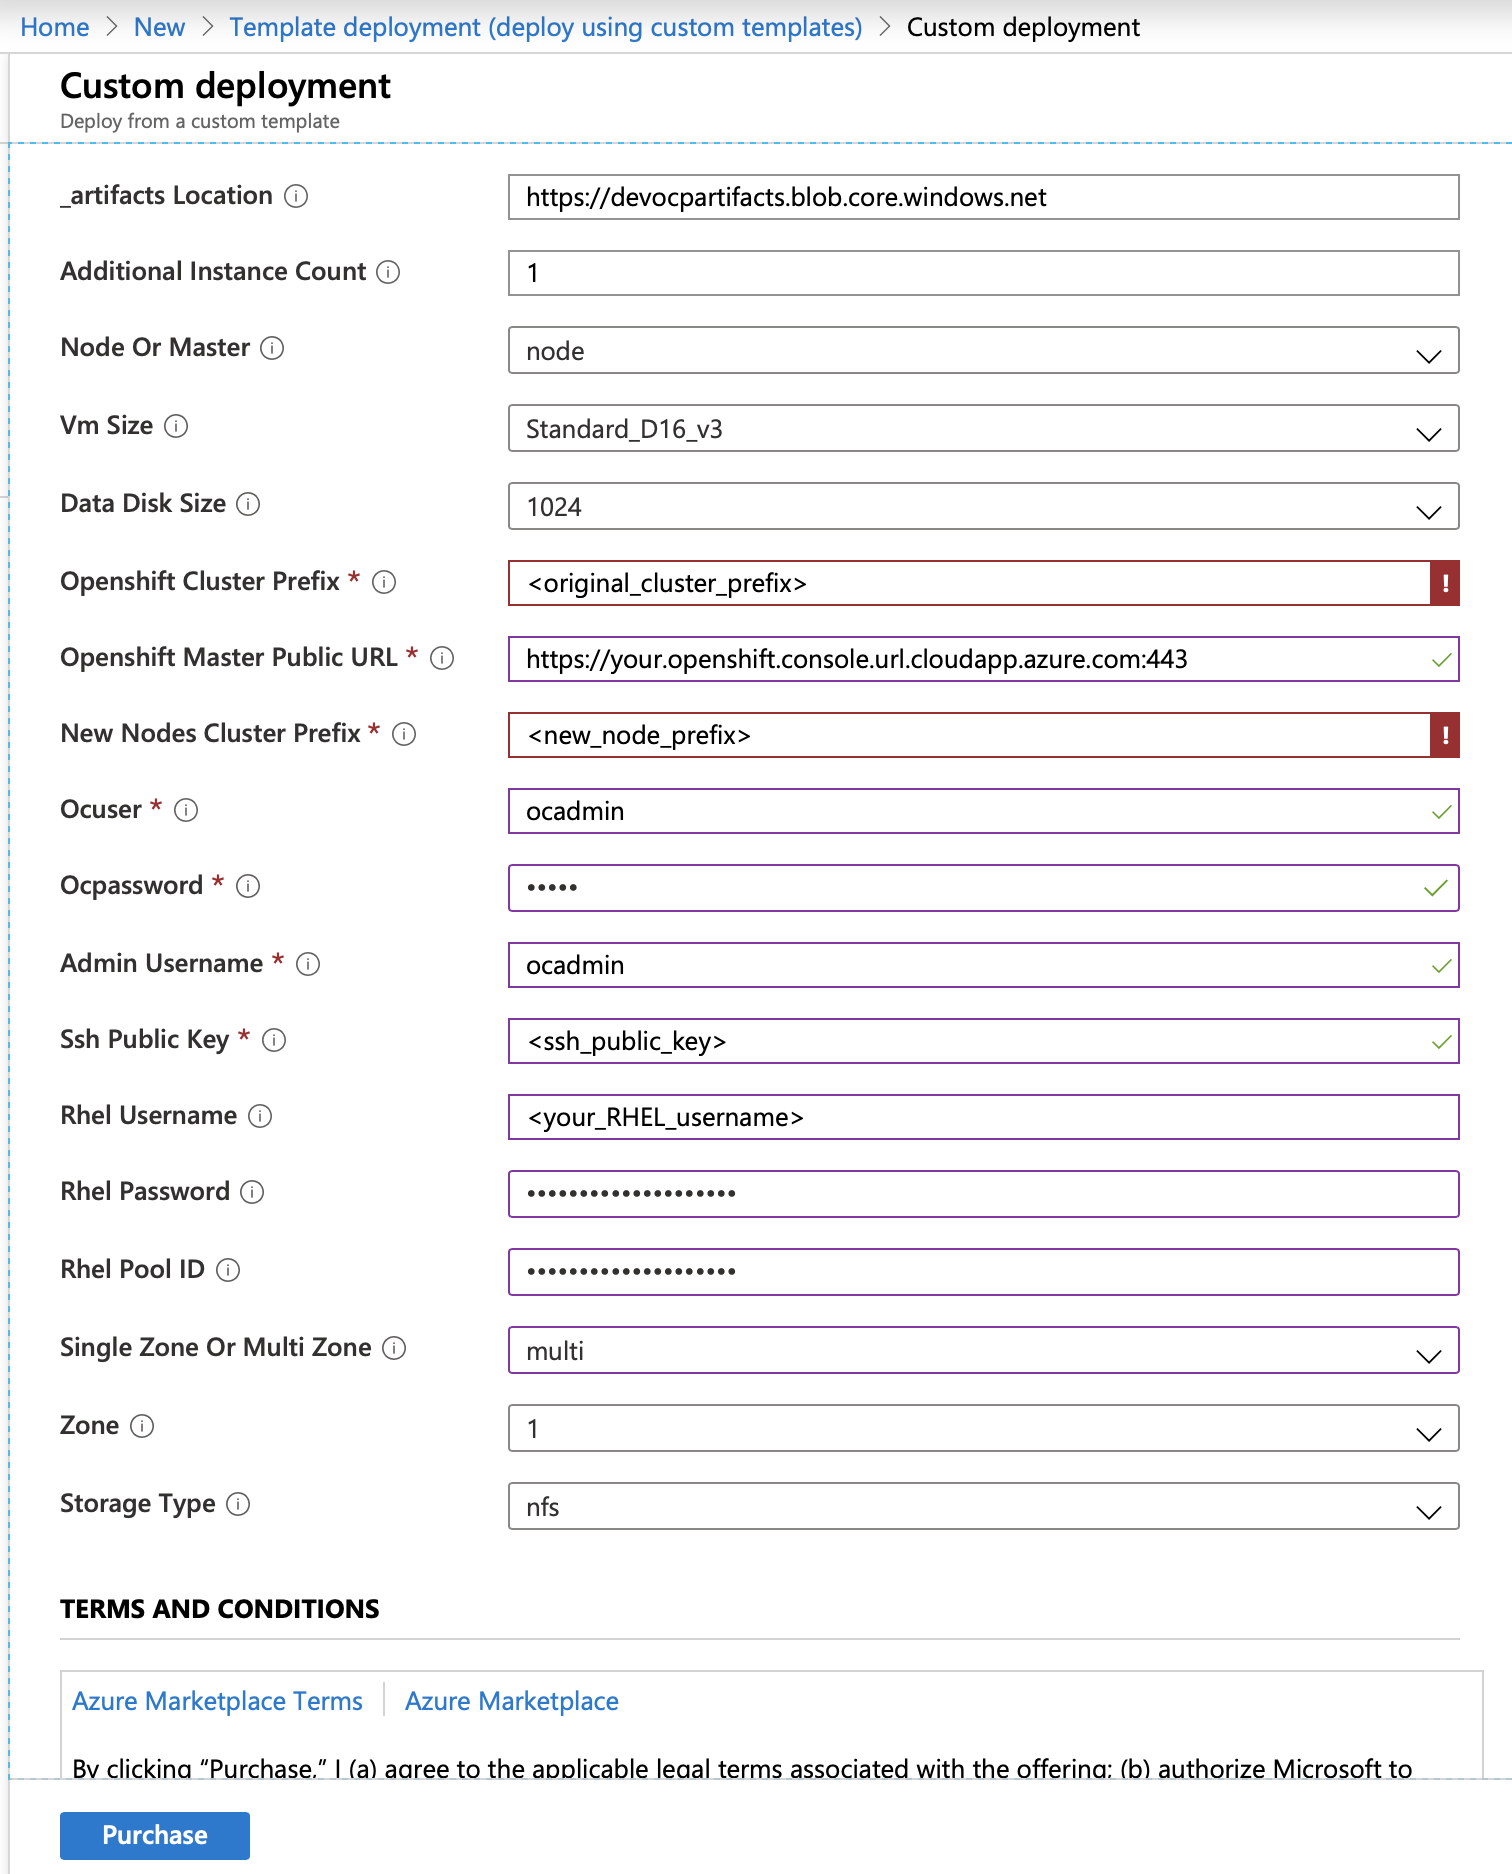 Home > New > Template deployment (deploy using custom templates) > Custom deployment
Custom deployment
Deploy from a custom template
_artifacts Location
https://devocpartifacts.blob.core.windows.net
Additional Instance Count
1
Node Or Master
node
Vm Size
Standard_D16_v3
Data Disk Size
1024
Openshift Cluster Prefix *
<original_cluster_prefix>
Openshift Master Public URL *
https://your.openshift.console.url.cloudapp.azure.com:443
New Nodes Cluster Prefix *
<new_node_prefix>
Ocuser *
ocadmin
Ocpassword *
•••••
Admin Username *
ocadmin
Ssh Public Key *
<ssh_public_key>
Rhel Username
<your_RHEL_username>
Rhel Password
••••••••••••••••••••
Rhel Pool ID
••••••••••••••••••••
Single Zone Or Multi Zone
multi
Zone
1
Storage Type
nfs
TERMS AND CONDITIONS
Azure Marketplace Terms | Azure Marketplace
By clicking “Purchase,” I (a) agree to the applicable legal terms associated with the offering; (b) authorize Microsoft to
Purchase